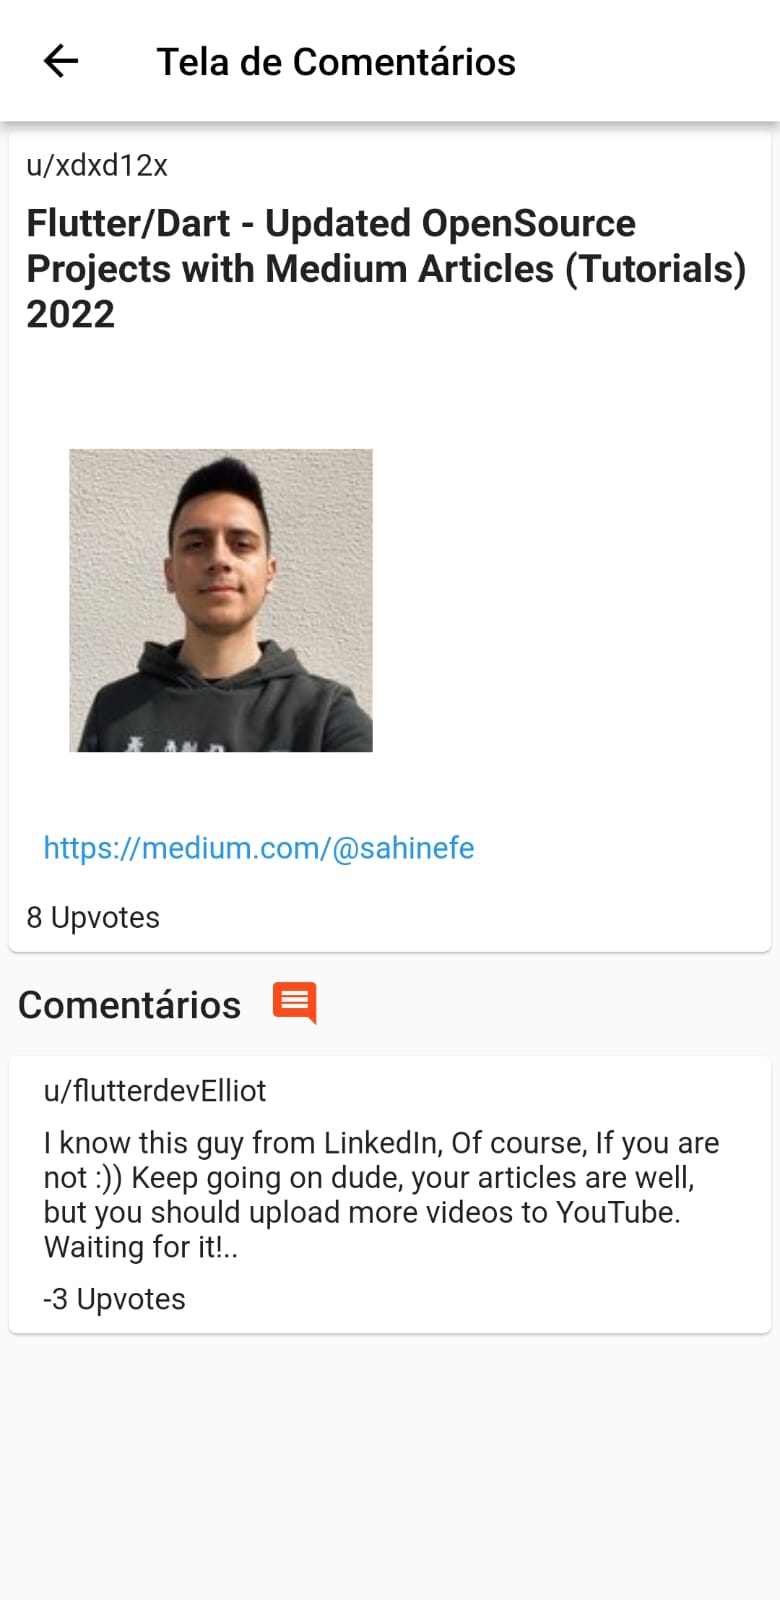 Tela de Comentários
u/xdxd12x
Flutter/Dart - Updated OpenSource
Projects with Medium Articles (Tutorials)
2022
https://medium.com/@sahinefe
8 Upvotes
Comentários
u/flutterdevElliot
I know this guy from LinkedIn, Of course, If you are
not :)) Keep going on dude, your articles are well,
but you should upload more videos to YouTube.
Waiting for it!..
-3 Upvotes